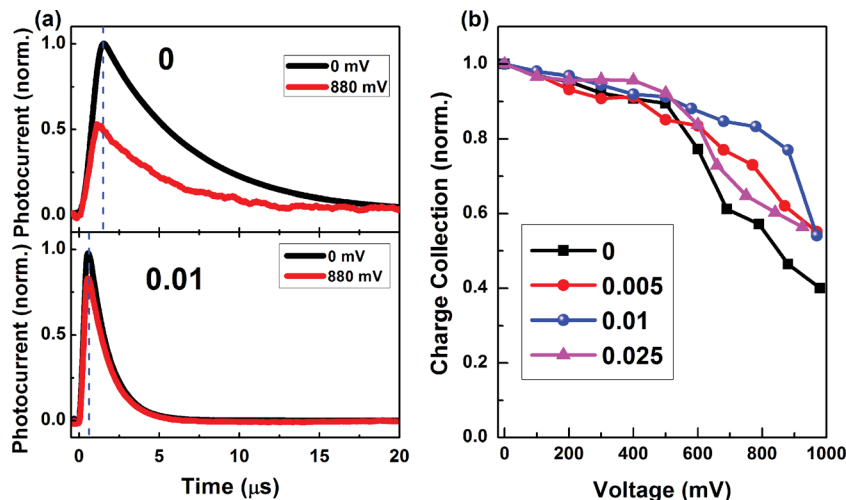 (a)
0
0 mV
880 mV
Photocurrent (norm.)
1.0
0.5
0.0
0.01
0 mV
880 mV
Photocurrent (norm.)
1.0
0.5
0.0
0 5 10 15 20
Time (μs)
(b)
Charge Collection (norm.)
1.0
0.8
0.6
0.4
0.2
0.0
0
0.005
0.01
0.025
0 200 400 600 800 1000
Voltage (mV)